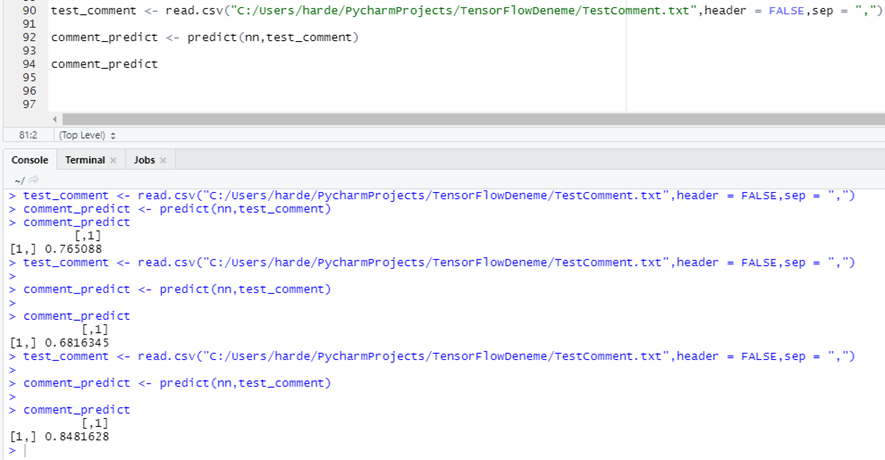 90 test_comment <- read.csv("C:/Users/harde/PycharmProjects/TensorFlowDeneme/TestComment.txt",header = FALSE,sep = ",")
91
92 comment_predict <- predict(nn,test_comment)
93
94 comment_predict
95
96
97
81:2 (Top Level)
Console Terminal Jobs
~/
> test_comment <- read.csv("C:/Users/harde/PycharmProjects/TensorFlowDeneme/TestComment.txt",header = FALSE,sep = ",")
> comment_predict <- predict(nn,test_comment)
> comment_predict
[,1]
[1,] 0.765088
> test_comment <- read.csv("C:/Users/harde/PycharmProjects/TensorFlowDeneme/TestComment.txt",header = FALSE,sep = ",")
>
> comment_predict <- predict(nn,test_comment)
>
> comment_predict
[,1]
[1,] 0.6816345
> test_comment <- read.csv("C:/Users/harde/PycharmProjects/TensorFlowDeneme/TestComment.txt",header = FALSE,sep = ",")
>
> comment_predict <- predict(nn,test_comment)
>
> comment_predict
[,1]
[1,] 0.8481628
>